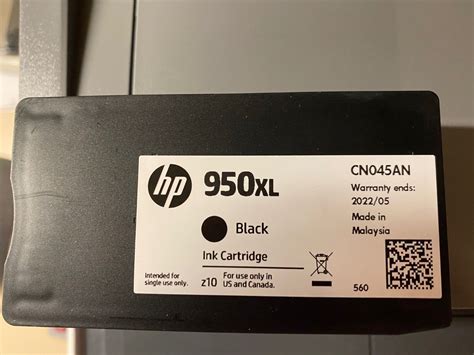 hp 950XL
Black
Ink Cartridge
Intended for
single use only.
z10
For use only in
US and Canada.
CN045AN
Warranty ends:
2022/05
Made in
Malaysia
560